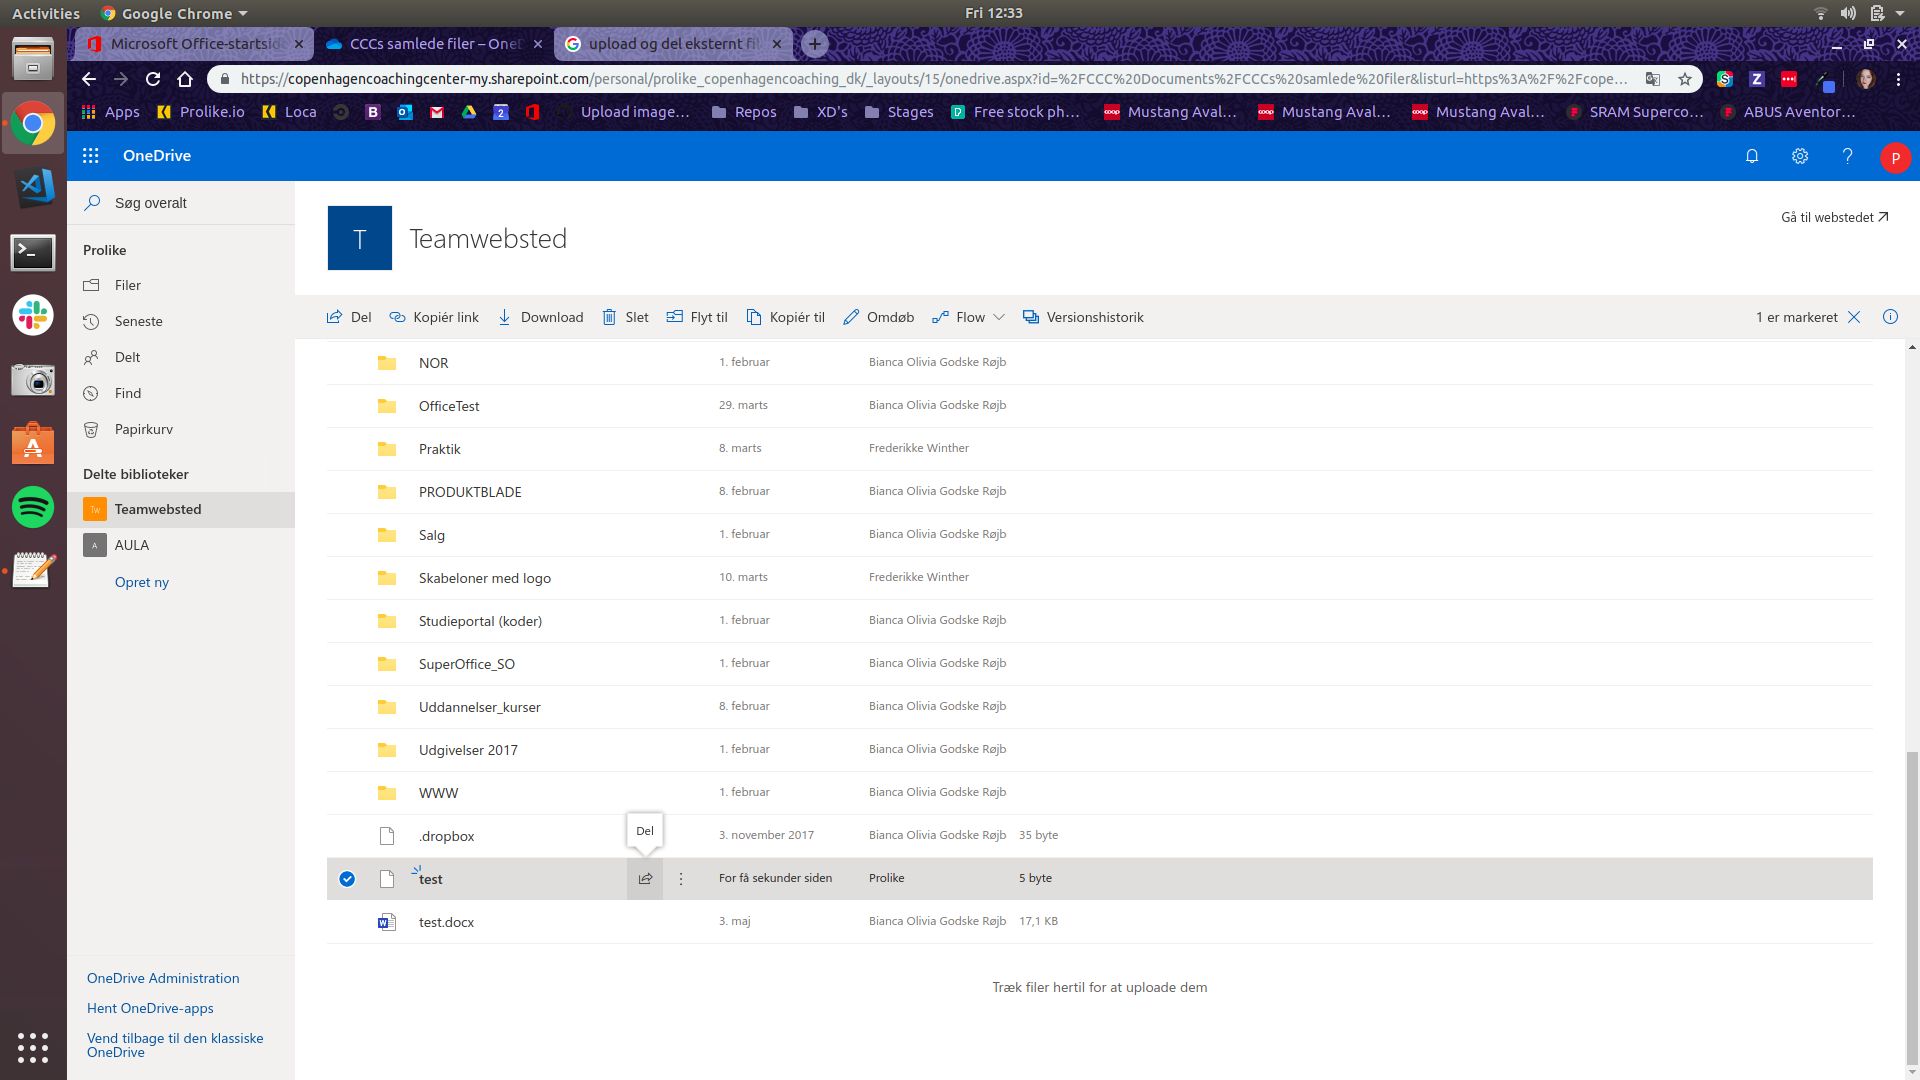 Activities
Google Chrome
Fri 12:33
Microsoft Office-startside
CCCs samlede filer – One
upload og del eksternt fil
https://copenhagencoachingcenter-my.sharepoint.com/personal/prolike_copenhagencoaching_dk/_layouts/15/onedrive.aspx?id=%2FCCC%20Documents%2FCCCs%20samlede%20filer&listurl=https%3A%2F%2Fcope...
Apps
Prolike.io
Loca
Upload image...
Repos
XD's
Stages
Free stock ph...
Mustang Aval...
Mustang Aval...
Mustang Aval...
SRAM Superco...
ABUS Aventor...
OneDrive
P
Søg overalt
T
Teamwebsted
Gå til webstedet
Prolike
Filer
Seneste
Delt
Find
Papirkurv
Delte biblioteker
Tw
Teamwebsted
A
AULA
Opret ny
Del
Kopiér link
Download
Slet
Flyt til
Kopiér til
Omdøb
Flow
Versionshistorik
1 er markeret
NOR 1. februar Bianca Olivia Godske Røjb
OfficeTest 29. marts Bianca Olivia Godske Røjb
Praktik 8. marts Frederikke Winther
PRODUKTBLADE 8. februar Bianca Olivia Godske Røjb
Salg 1. februar Bianca Olivia Godske Røjb
Skabeloner med logo 10. marts Frederikke Winther
Studieportal (koder) 1. februar Bianca Olivia Godske Røjb
SuperOffice_SO 1. februar Bianca Olivia Godske Røjb
Uddannelser_kurser 8. februar Bianca Olivia Godske Røjb
Udgivelser 2017 1. februar Bianca Olivia Godske Røjb
WWW 1. februar Bianca Olivia Godske Røjb
Del
.dropbox 3. november 2017 Bianca Olivia Godske Røjb 35 byte
test For få sekunder siden Prolike 5 byte
test.docx 3. maj Bianca Olivia Godske Røjb 17,1 KB
Træk filer hertil for at uploade dem
OneDrive Administration
Hent OneDrive-apps
Vend tilbage til den klassiske
OneDrive